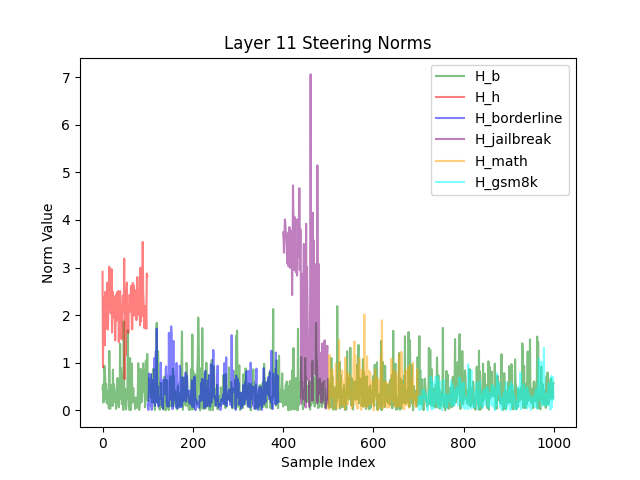 Layer 11 Steering Norms
H_b
H_h
H_borderline
H_jailbreak
H_math
H_gsm8k
Norm Value
7
6
5
4
3
2
1
0
0 200 400 600 800 1000
Sample Index